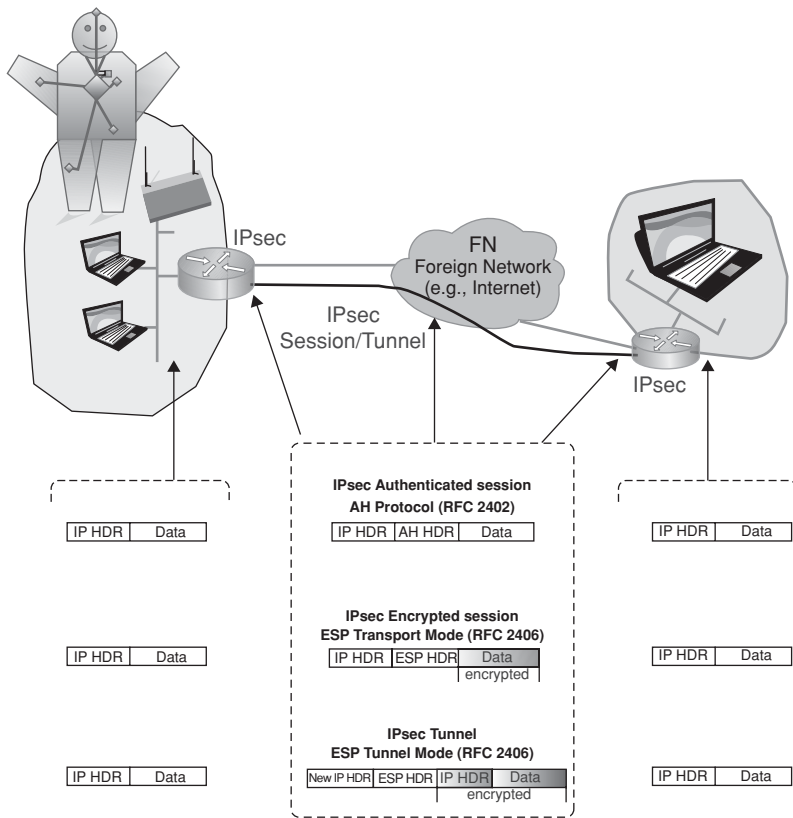 IPsec
FN
Foreign Network
(e.g., Internet)
IPsec
Session/Tunnel
IPsec
IPsec Authenticated session
AH Protocol (RFC 2402)
IP HDR Data
IP HDR AH HDR Data
IP HDR Data
IPsec Encrypted session
ESP Transport Mode (RFC 2406)
IP HDR Data
IP HDR ESP HDR Data
IP HDR Data
encrypted
IPsec Tunnel
ESP Tunnel Mode (RFC 2406)
IP HDR Data
New IP HDR ESP HDR IP HDR Data
IP HDR Data
encrypted